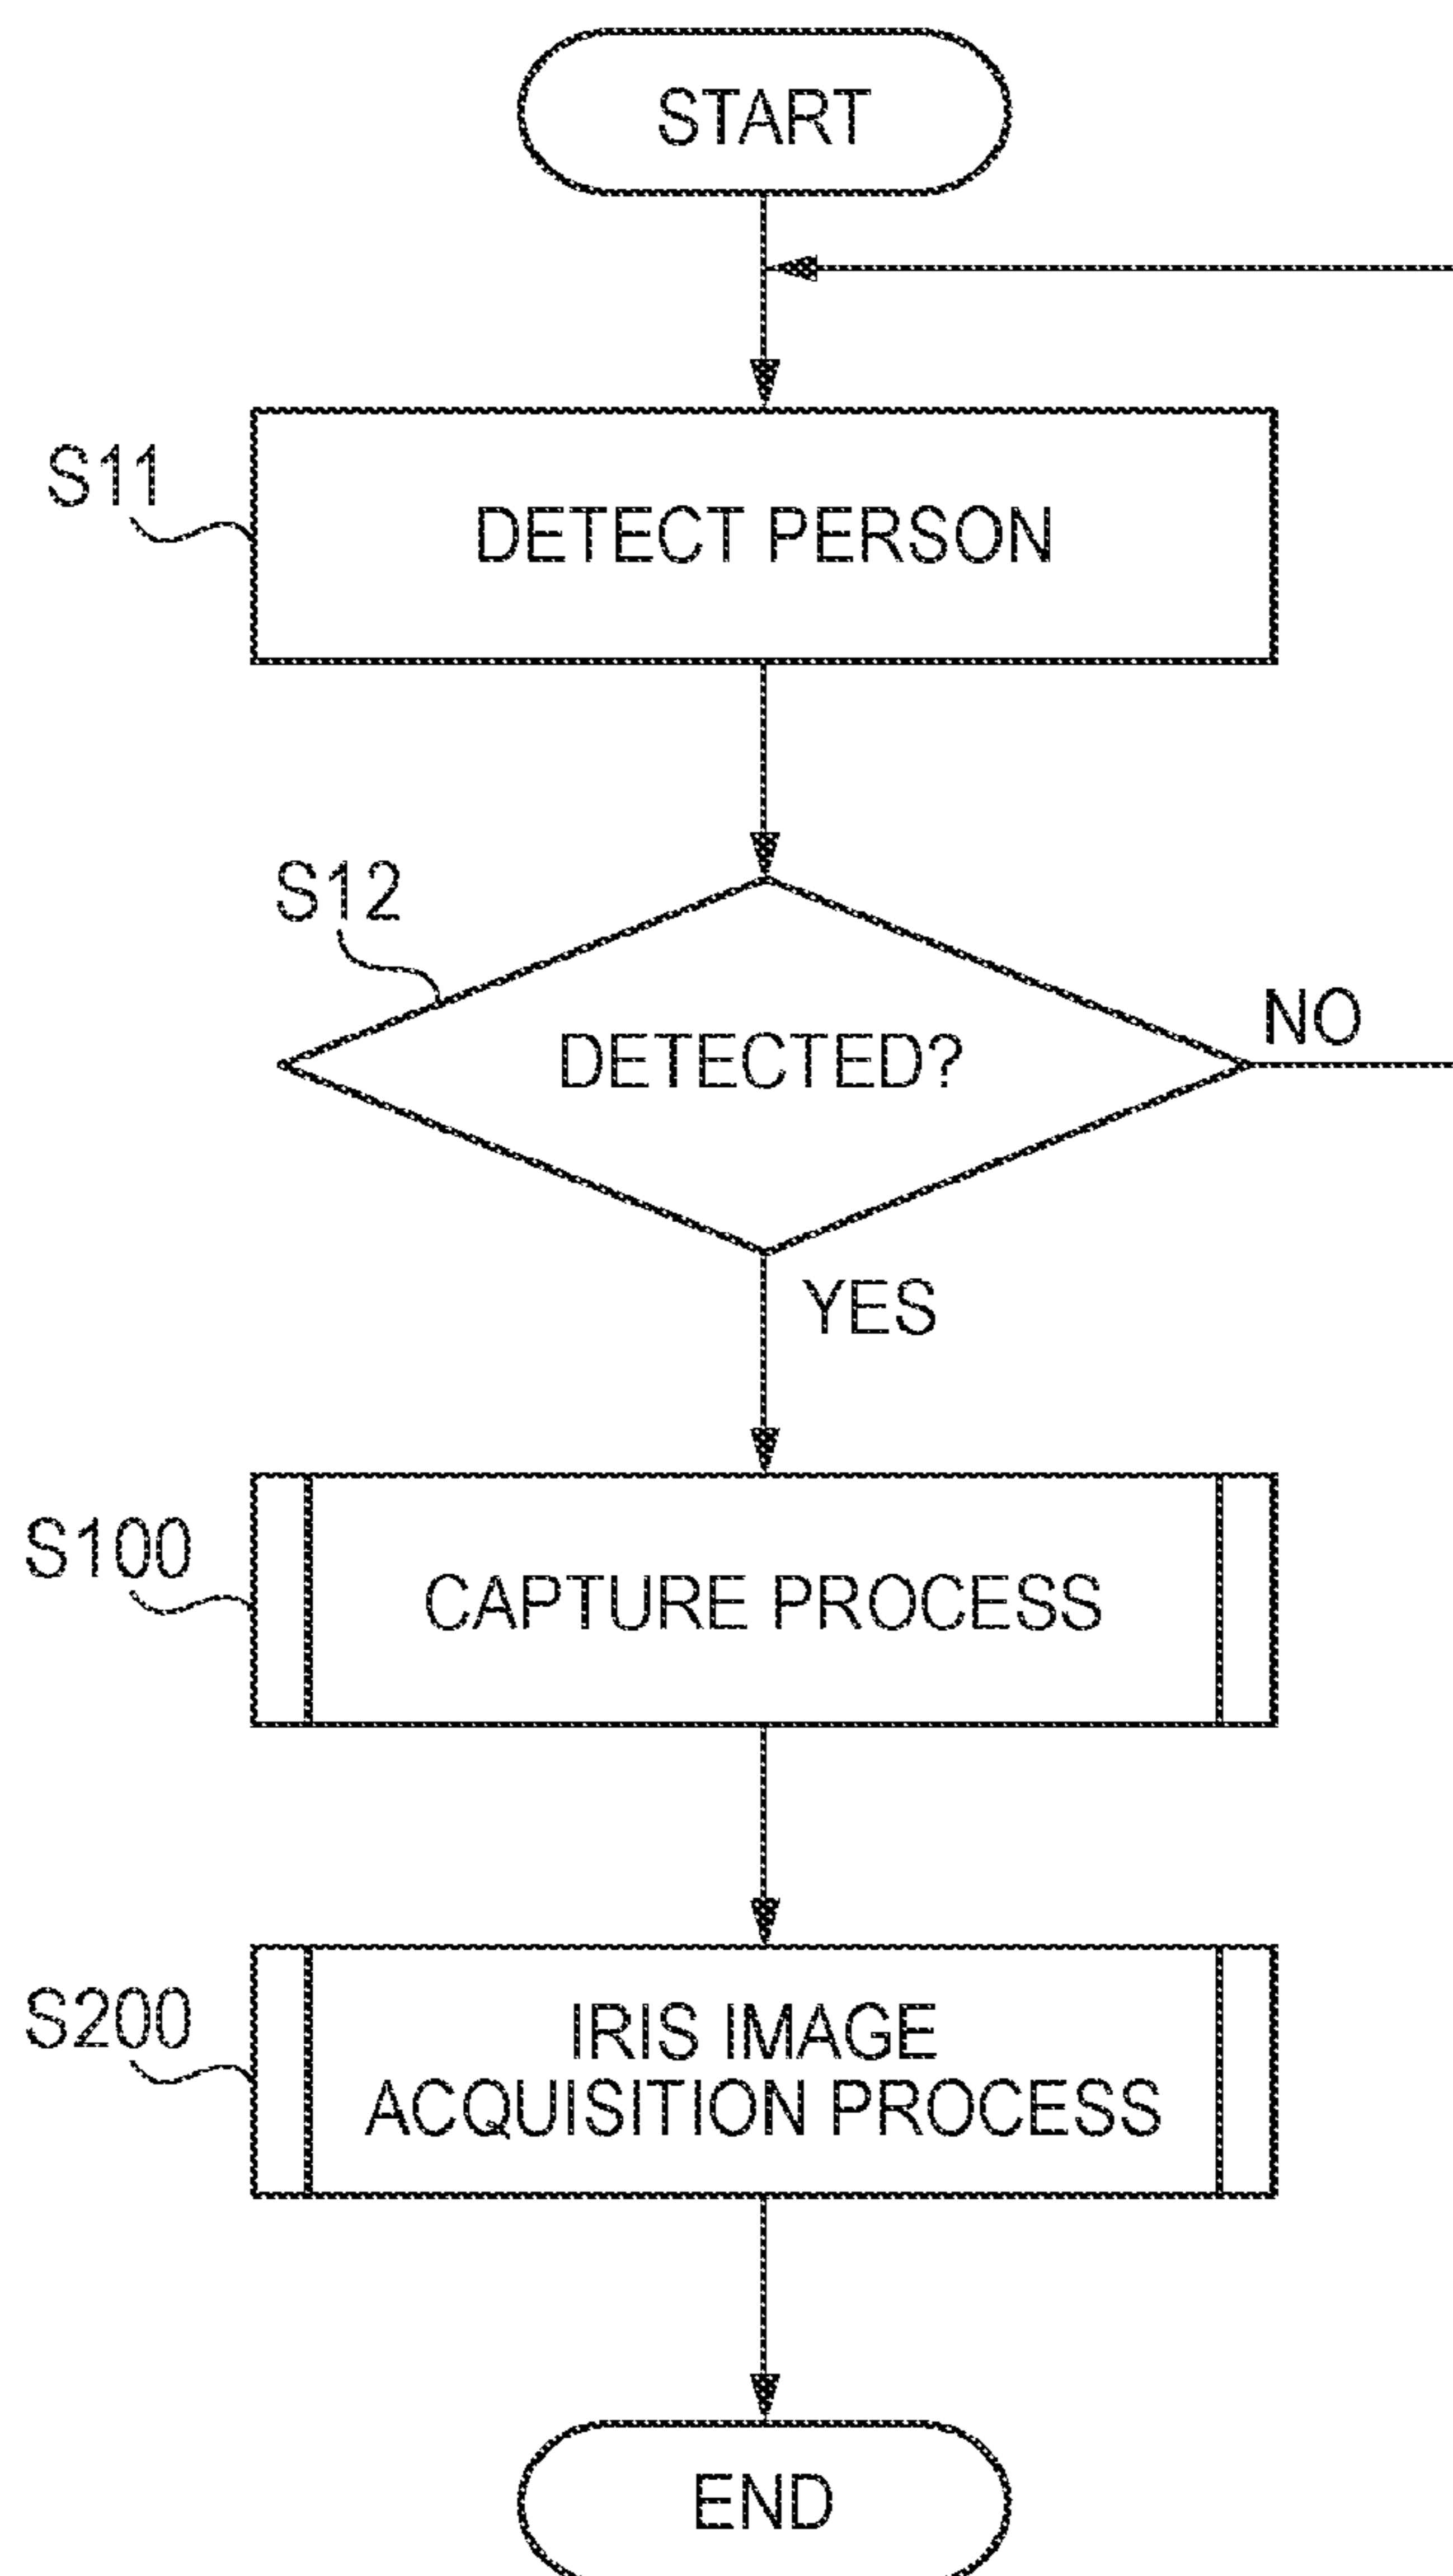 START
S11
DETECT PERSON
S12
DETECTED?
NO
YES
S100
CAPTURE PROCESS
S200
IRIS IMAGE
ACQUISITION PROCESS
END